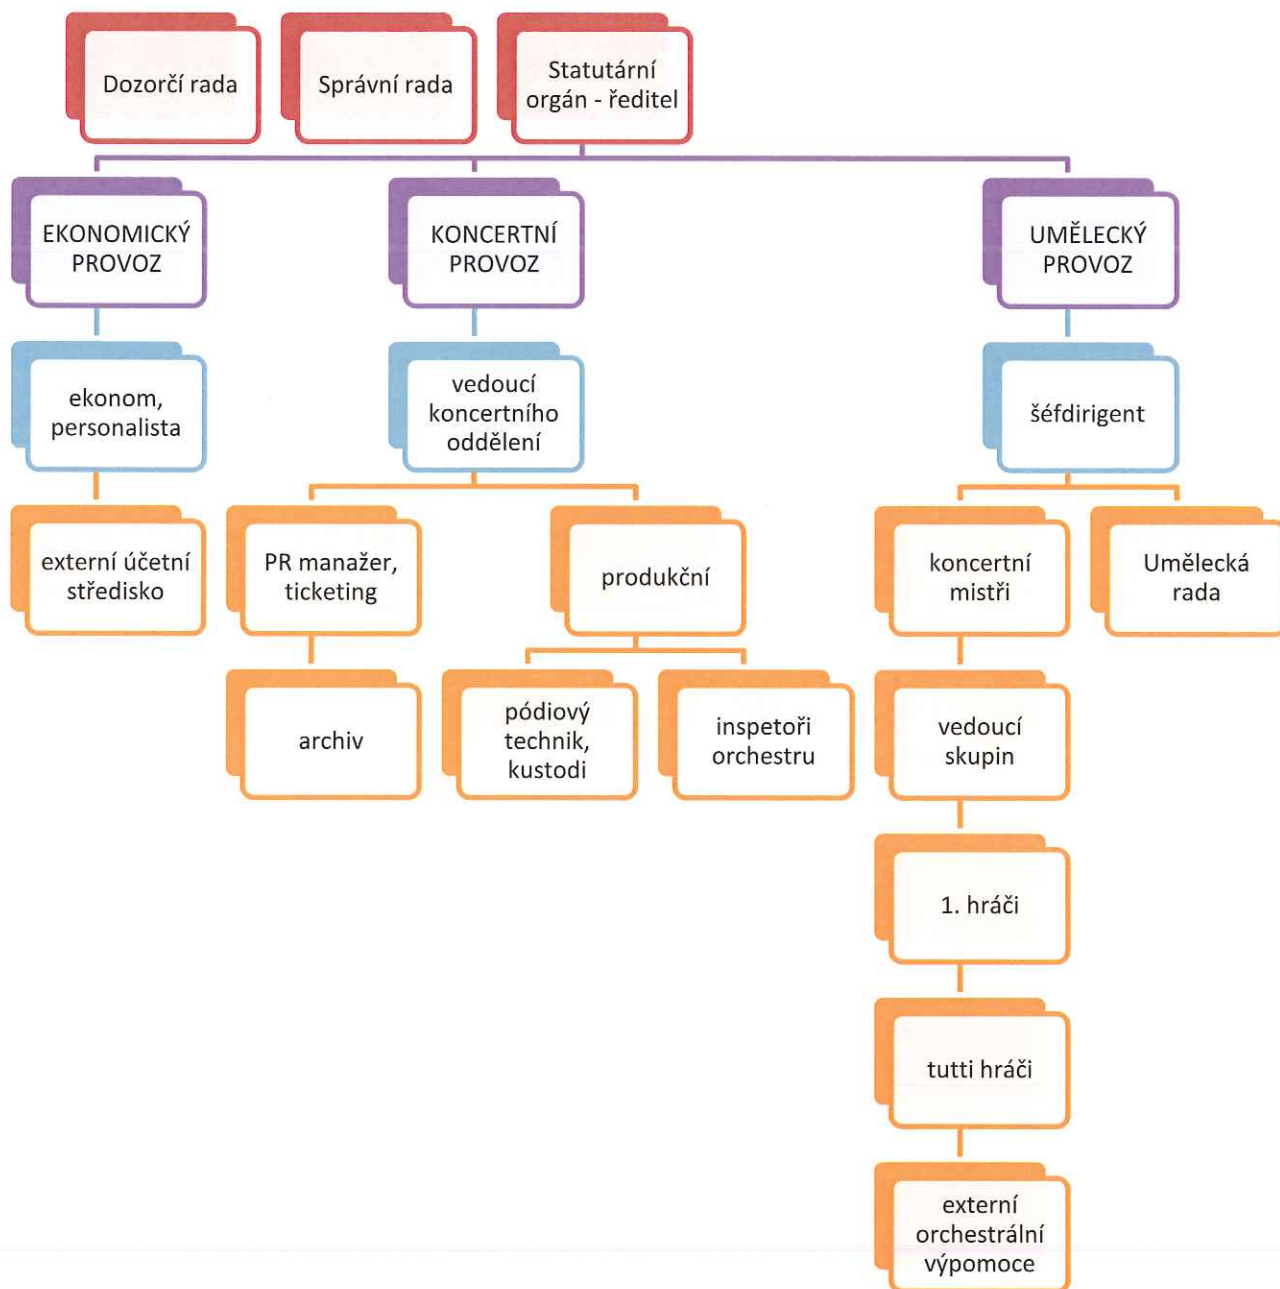 Dozorčí rada
Správní rada
Statutární
orgán - ředitel
EKONOMICKÝ
PROVOZ
KONCERTNÍ
PROVOZ
UMĚLECKÝ
PROVOZ
ekonom,
personalista
vedoucí
koncertního
oddělení
šéfdirigent
externí účetní
středisko
PR manažer,
ticketing
produkční
koncertní
mistři
Umělecká
rada
archiv
pódiový
technik,
kustodi
inspetoři
orchestru
vedoucí
skupin
1. hráči
tutti hráči
externí
orchestrální
výpomoce